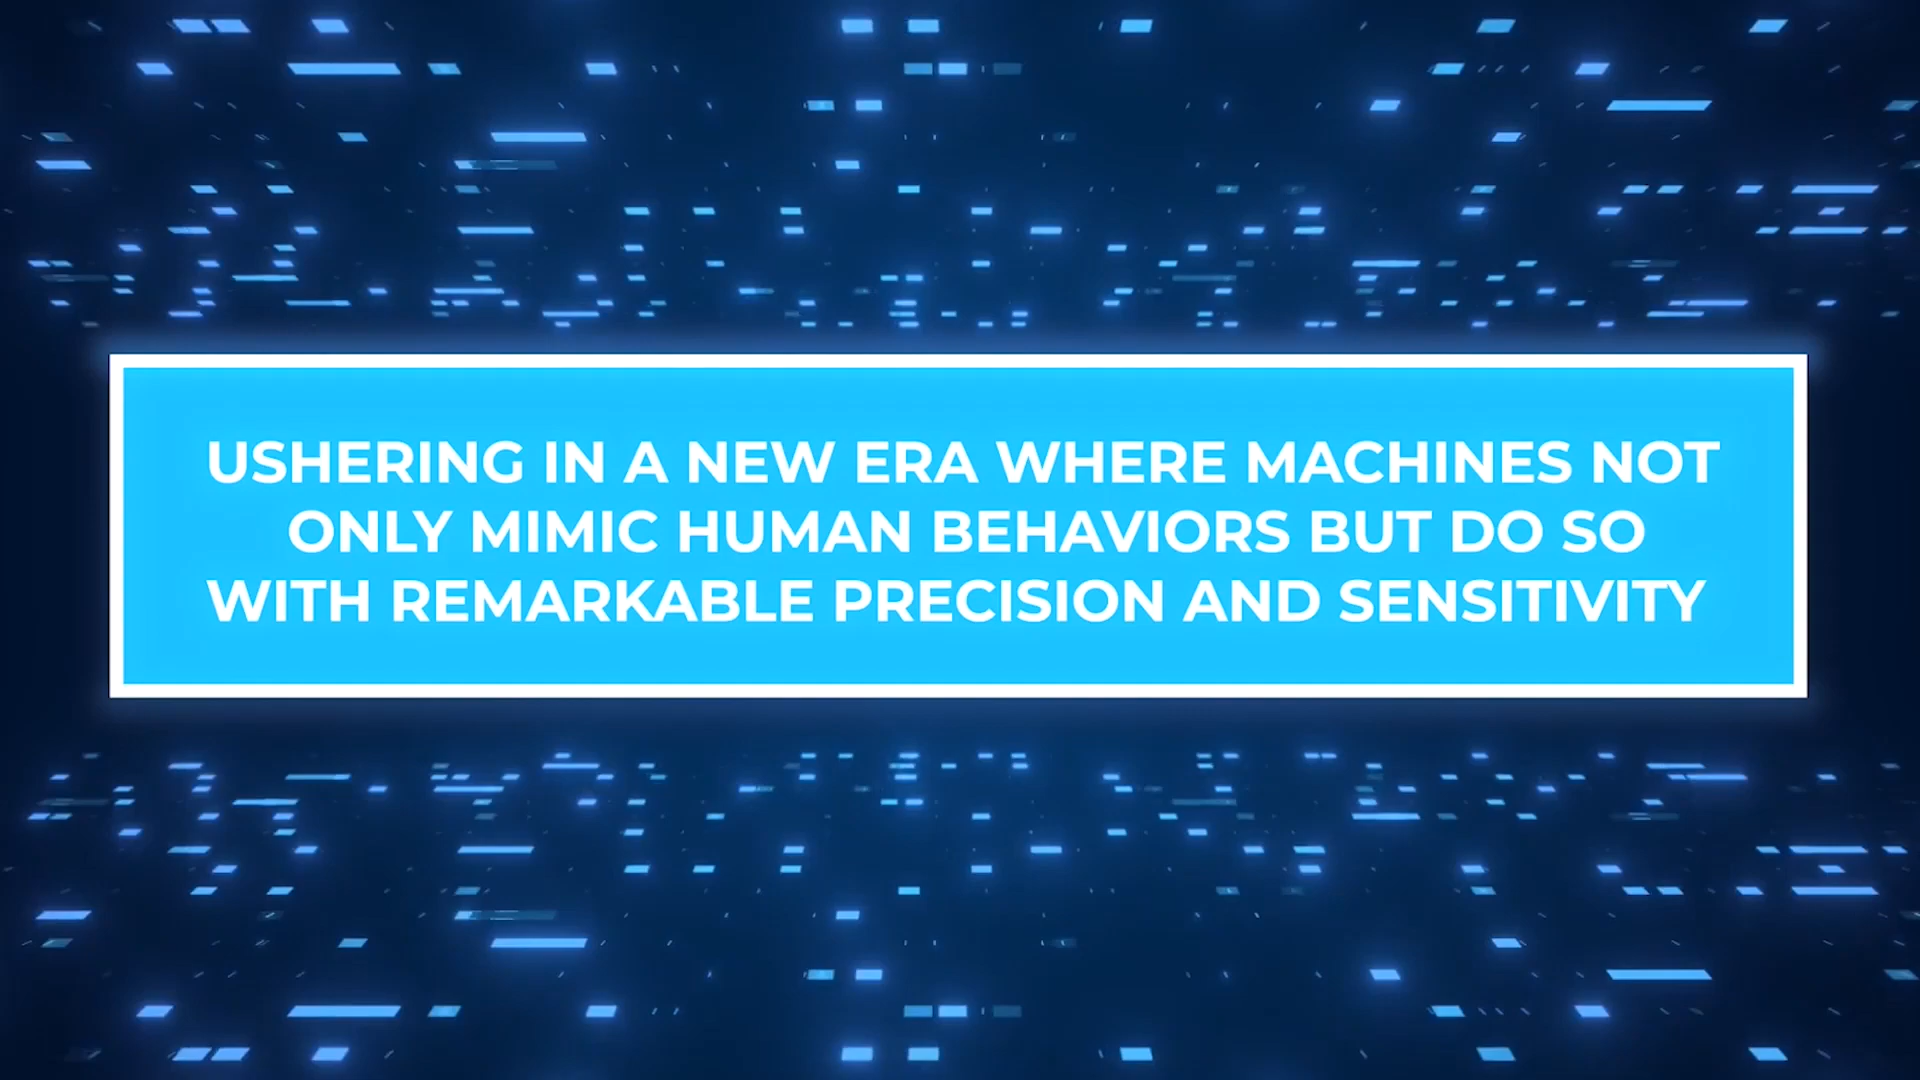 USHERING IN A NEW ERA WHERE MACHINES NOT
ONLY MIMIC HUMAN BEHAVIORS BUT DO SO
WITH REMARKABLE PRECISION AND SENSITIVITY